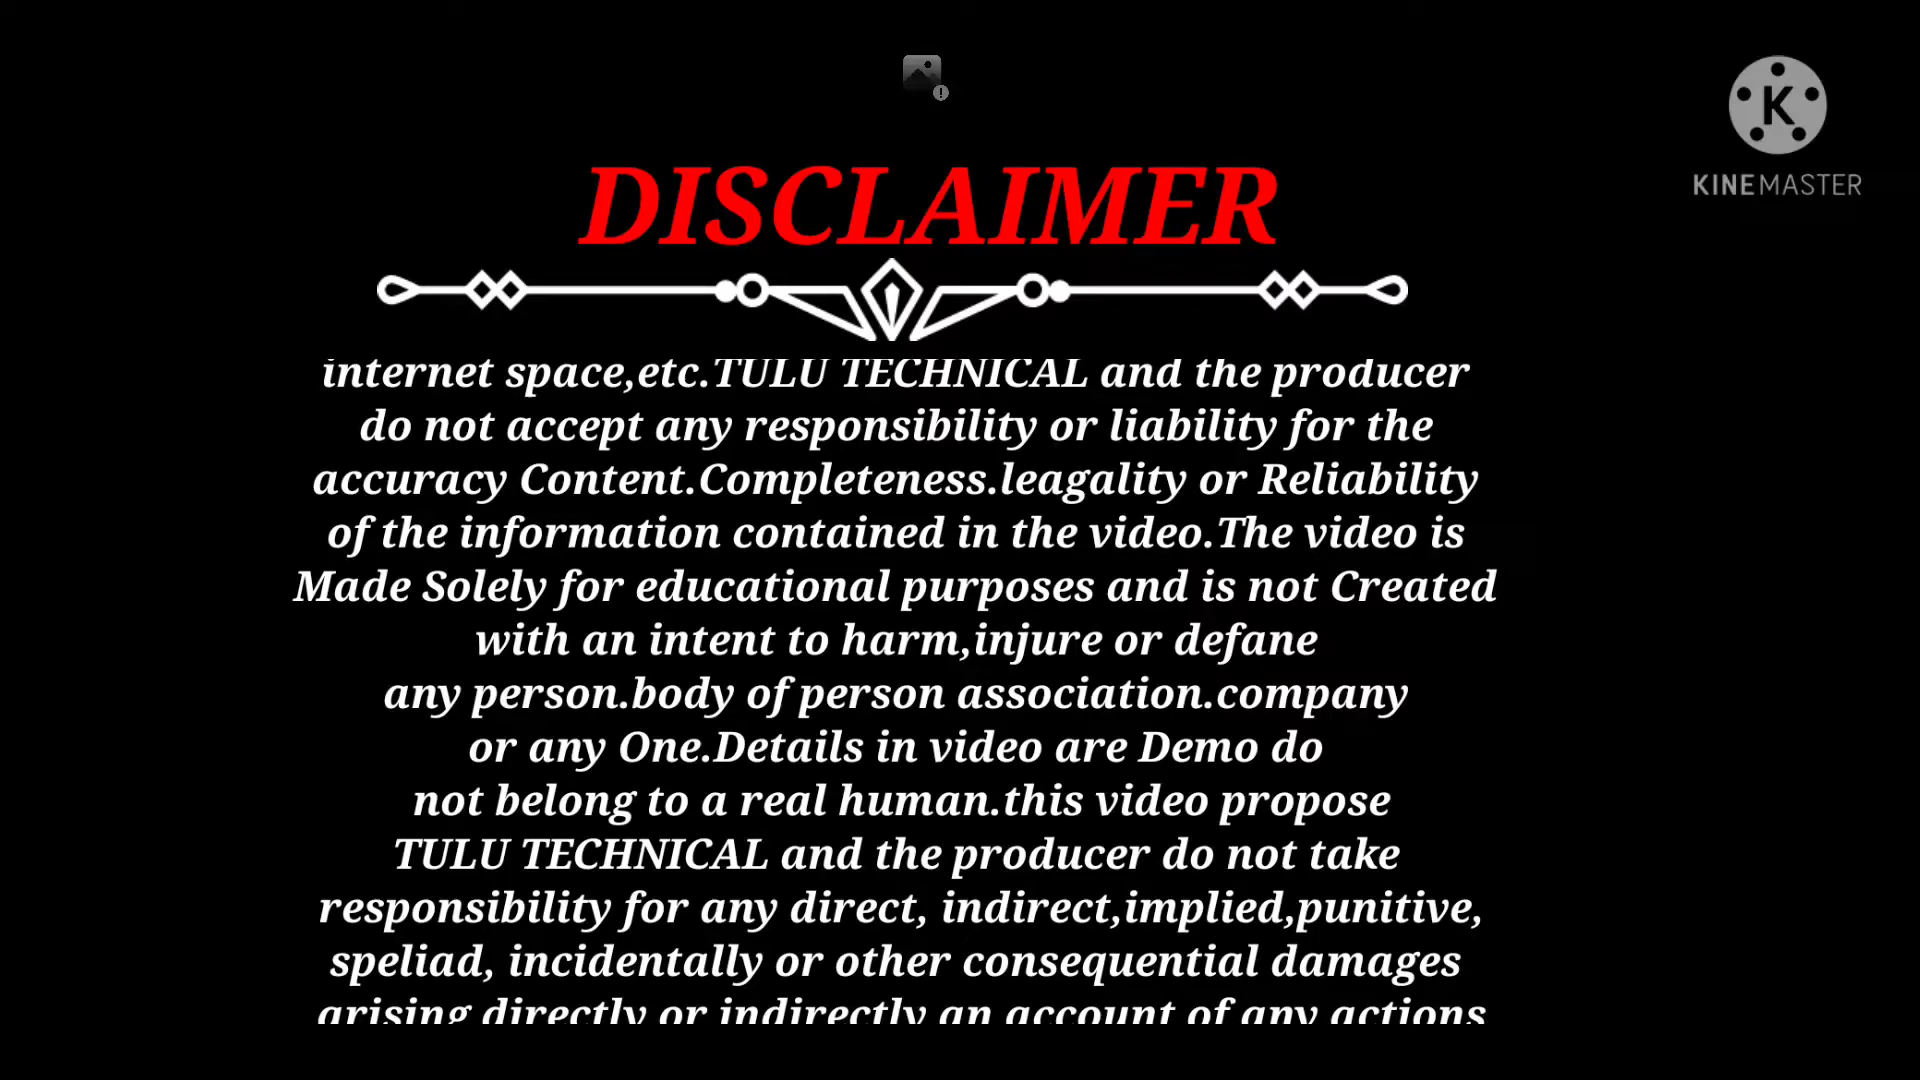 K
KINEMASTER
DISCLAIMER
internet space,etc.TULU TECHNICAL and the producer
do not accept any responsibility or liability for the
accuracy Content.Completeness.leagality or Reliability
of the information contained in the video.The video is
Made Solely for educational purposes and is not Created
with an intent to harm,injure or defane
any person.body of person association.company
or any One.Details in video are Demo do
not belong to a real human.this video propose
TULU TECHNICAL and the producer do not take
responsibility for any direct, indirect,implied,punitive,
speliad, incidentally or other consequential damages
arising directly or indirectly an account of any actions